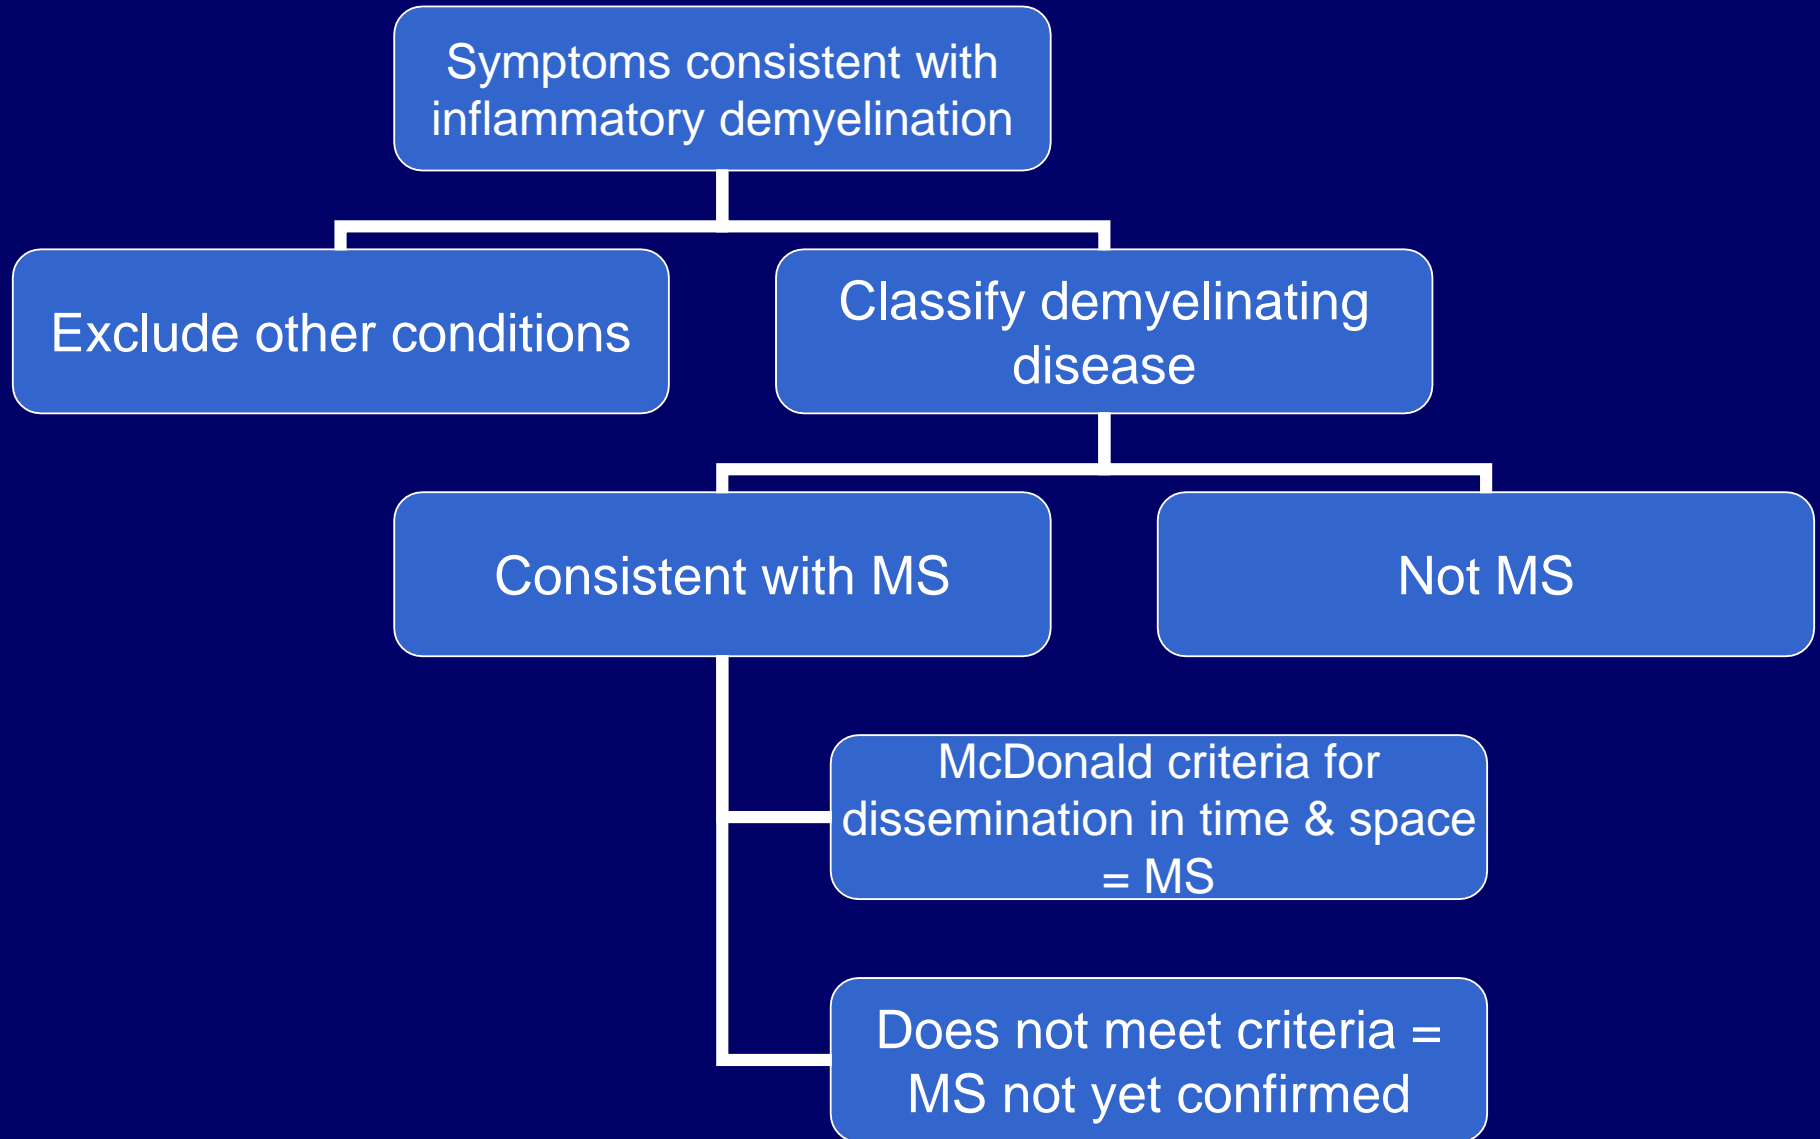 Symptoms consistent with
inflammatory demyelination
Exclude other conditions
Classify demyelinating
disease
Consistent with MS
Not MS
McDonald criteria for
dissemination in time & space
= MS
Does not meet criteria =
MS not yet confirmed